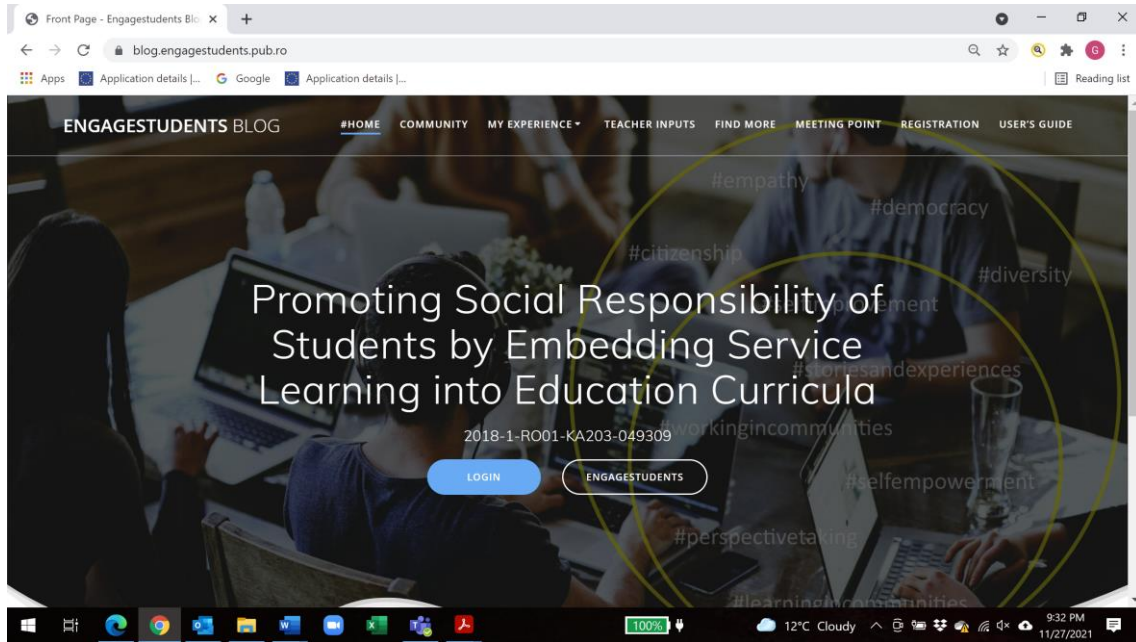 Front Page - Engagestudents Blo
blog.engagestudents.pub.ro
G
Apps Application details |... Google Application details |... Reading list
ENGAGESTUDENTS BLOG #HOME COMMUNITY MY EXPERIENCE TEACHER INPUTS FIND MORE MEETING POINT REGISTRATION USER'S GUIDE
#empathy
#democracy
#citizenship
#diversity
Promoting Social Responsibility of
Students by Embedding Service
#storiesandexperiences
Learning into Education Curricula
#workingincommunities
2018-1-RO01-KA203-049309
LOGIN ENGAGESTUDENTS
#selfempowerment
#perspectivetaking
#learningincommunities
100% 12°C Cloudy 9:32 PM
11/27/2021